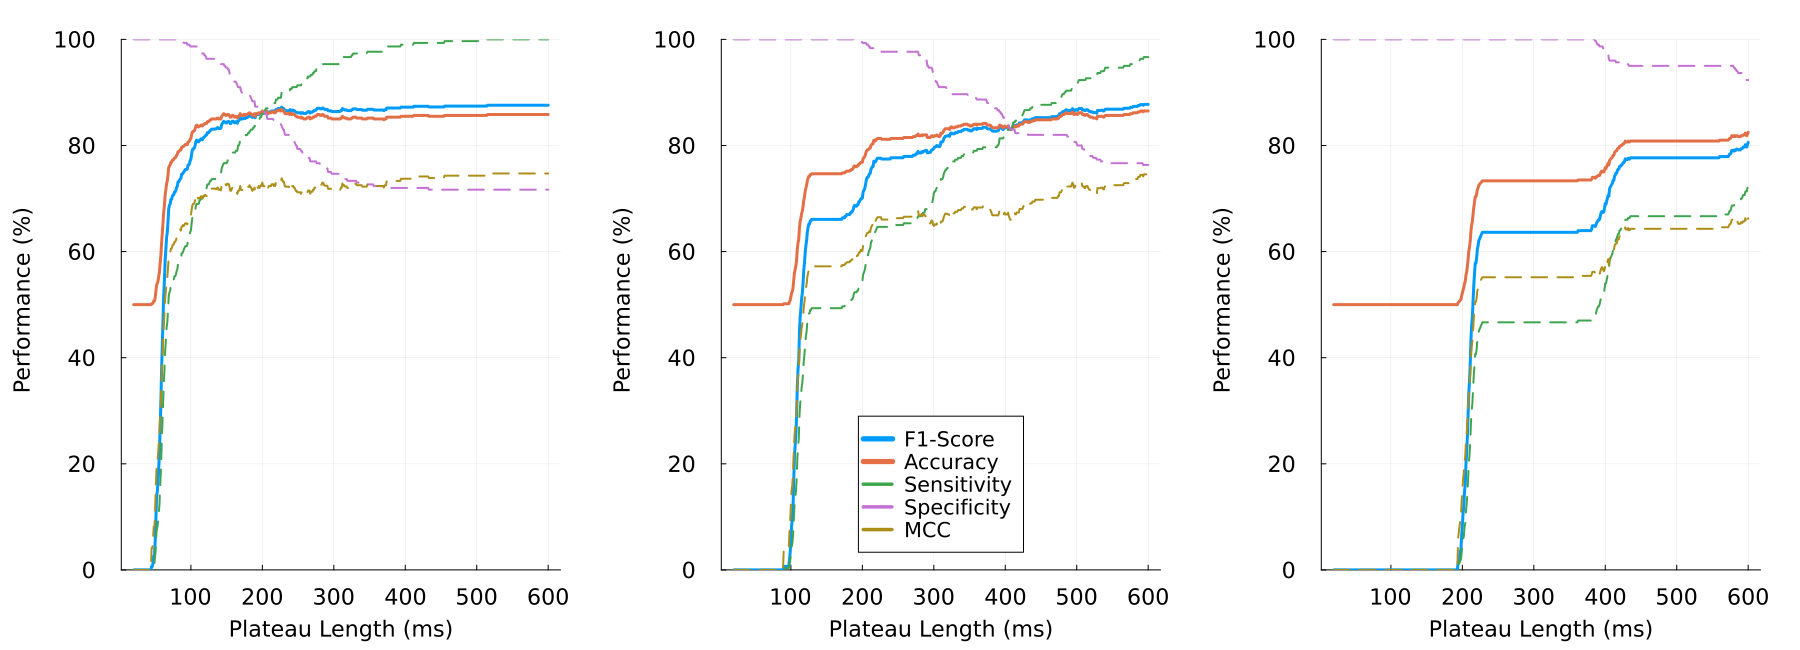 100
80
60
40
20
0
Performance (%)
100 200 300 400 500 600
Plateau Length (ms)
100
80
60
40
20
0
Performance (%)
F1-Score
Accuracy
Sensitivity
Specificity
MCC
100 200 300 400 500 600
Plateau Length (ms)
100
80
60
40
20
0
Performance (%)
100 200 300 400 500 600
Plateau Length (ms)